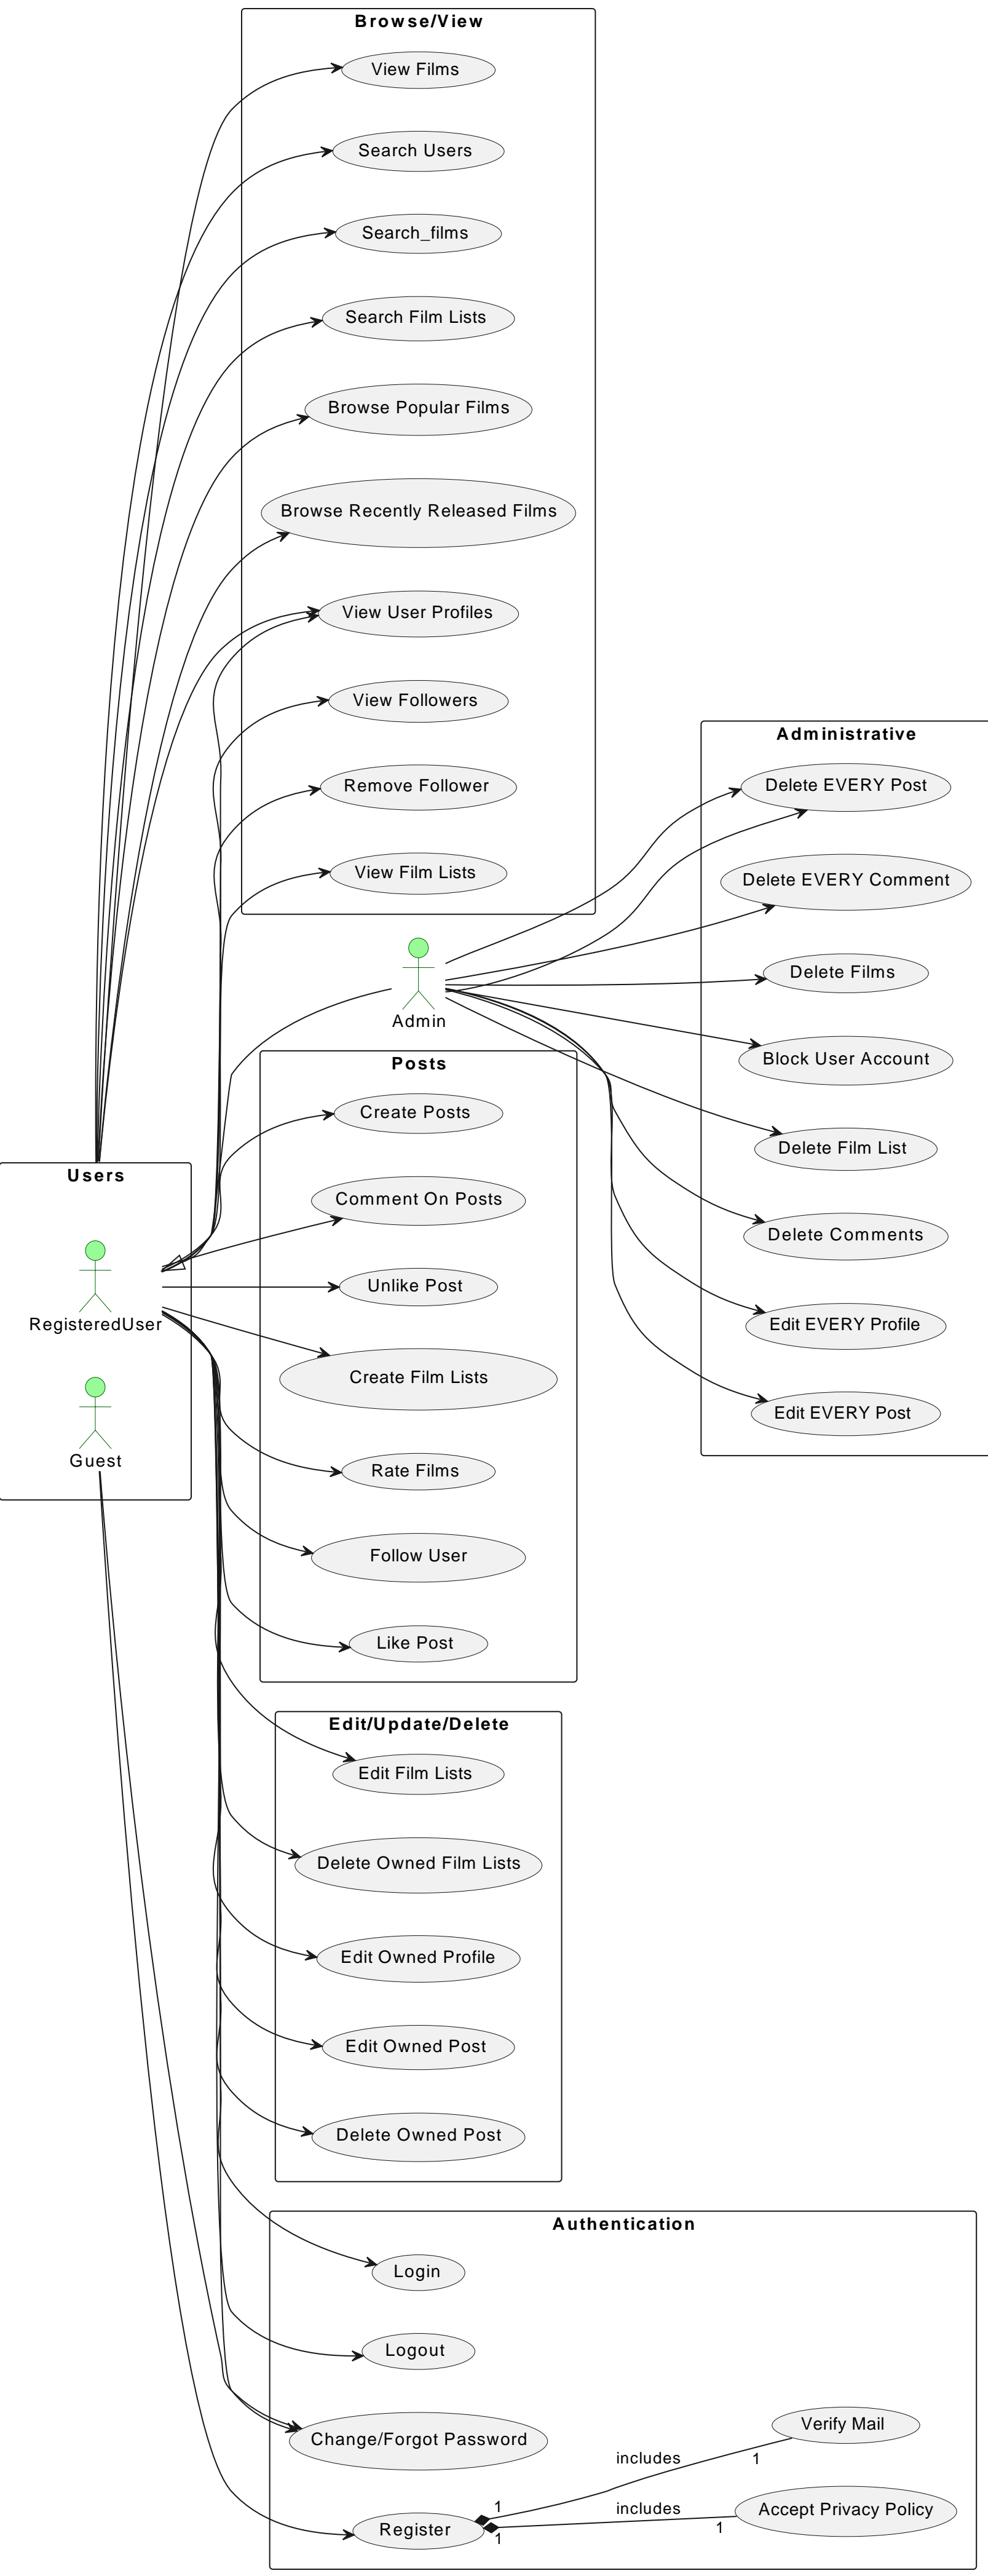 Browse/View
View Films
Search Users
Search_films
Search Film Lists
Browse Popular Films
Browse Recently Released Films
View User Profiles
View Followers
Remove Follower
View Film Lists
Administrative
Delete EVERY Post
Delete EVERY Comment
Delete Films
Block User Account
Delete Film List
Delete Comments
Edit EVERY Profile
Edit EVERY Post
Admin
Posts
Create Posts
Comment On Posts
Unlike Post
Create Film Lists
Rate Films
Follow User
Like Post
Users
RegisteredUser
Guest
Edit/Update/Delete
Edit Film Lists
Delete Owned Film Lists
Edit Owned Profile
Edit Owned Post
Delete Owned Post
Authentication
Login
Logout
Change/Forgot Password
Verify Mail
includes
1
1
Accept Privacy Policy
includes
1
1
Register